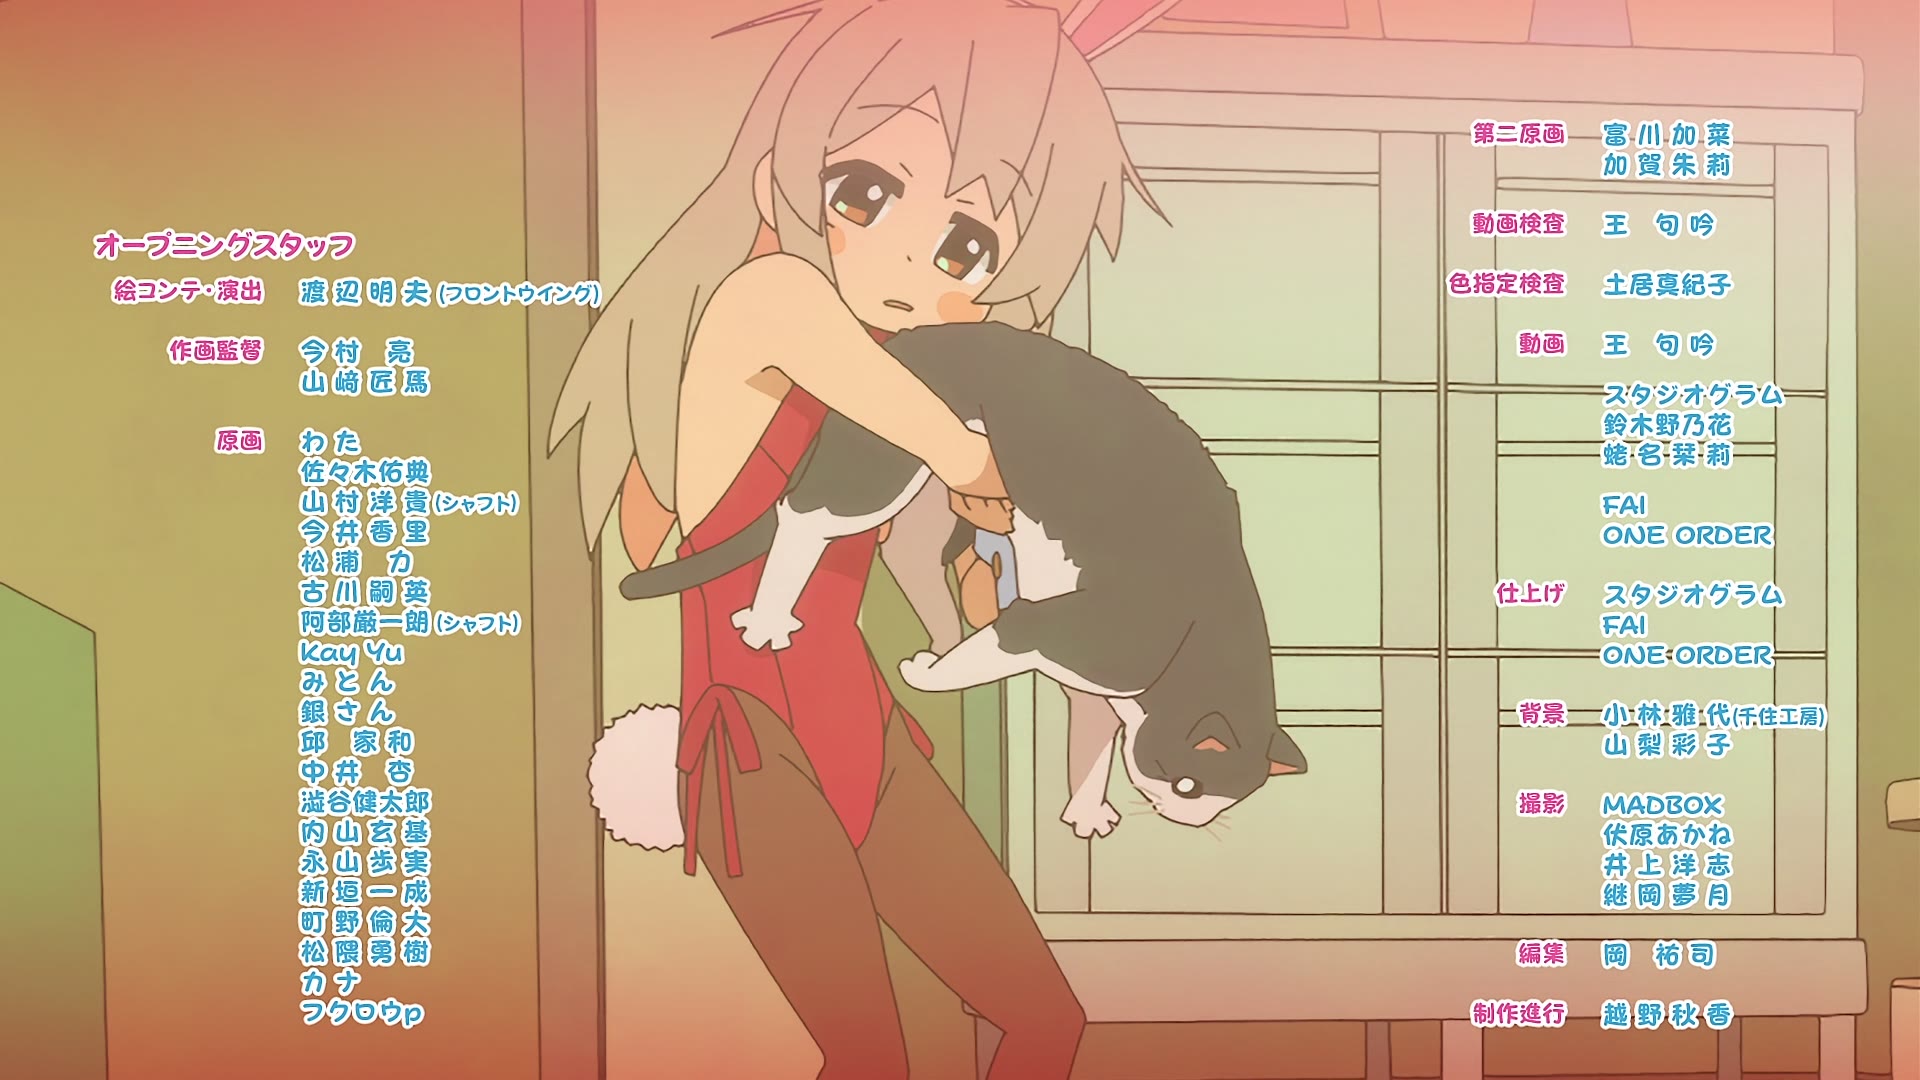 オープニングスタッフ
絵コンテ・演出 渡辺明夫(フロントウイング)
作画監督 今村 亮
山﨑匠馬
原画 わた
佐々木佑典
山村洋貴(シャフト)
今井香里
松浦 力
古川嗣英
阿部厳一朗(シャフト)
Kay Yu
みとん
銀さん
邱 家和
中井 杏
澁谷健太郎
内山玄基
永山歩実
新垣一成
町野倫大
松隈勇樹
カナ
フクロウp
第二原画 富川加菜
加賀朱莉
動画検査 王 句吟
色指定検査 土居真紀子
動画 王 句吟
スタジオグラム
鈴木野乃花
蛯名栞莉
FAI
ONE ORDER
仕上げ スタジオグラム
FAI
ONE ORDER
背景 小林雅代(千住工房)
山梨彩子
撮影 MADBOX
伏原あかね
井上洋志
継岡夢月
編集 岡 祐司
制作進行 越野秋香